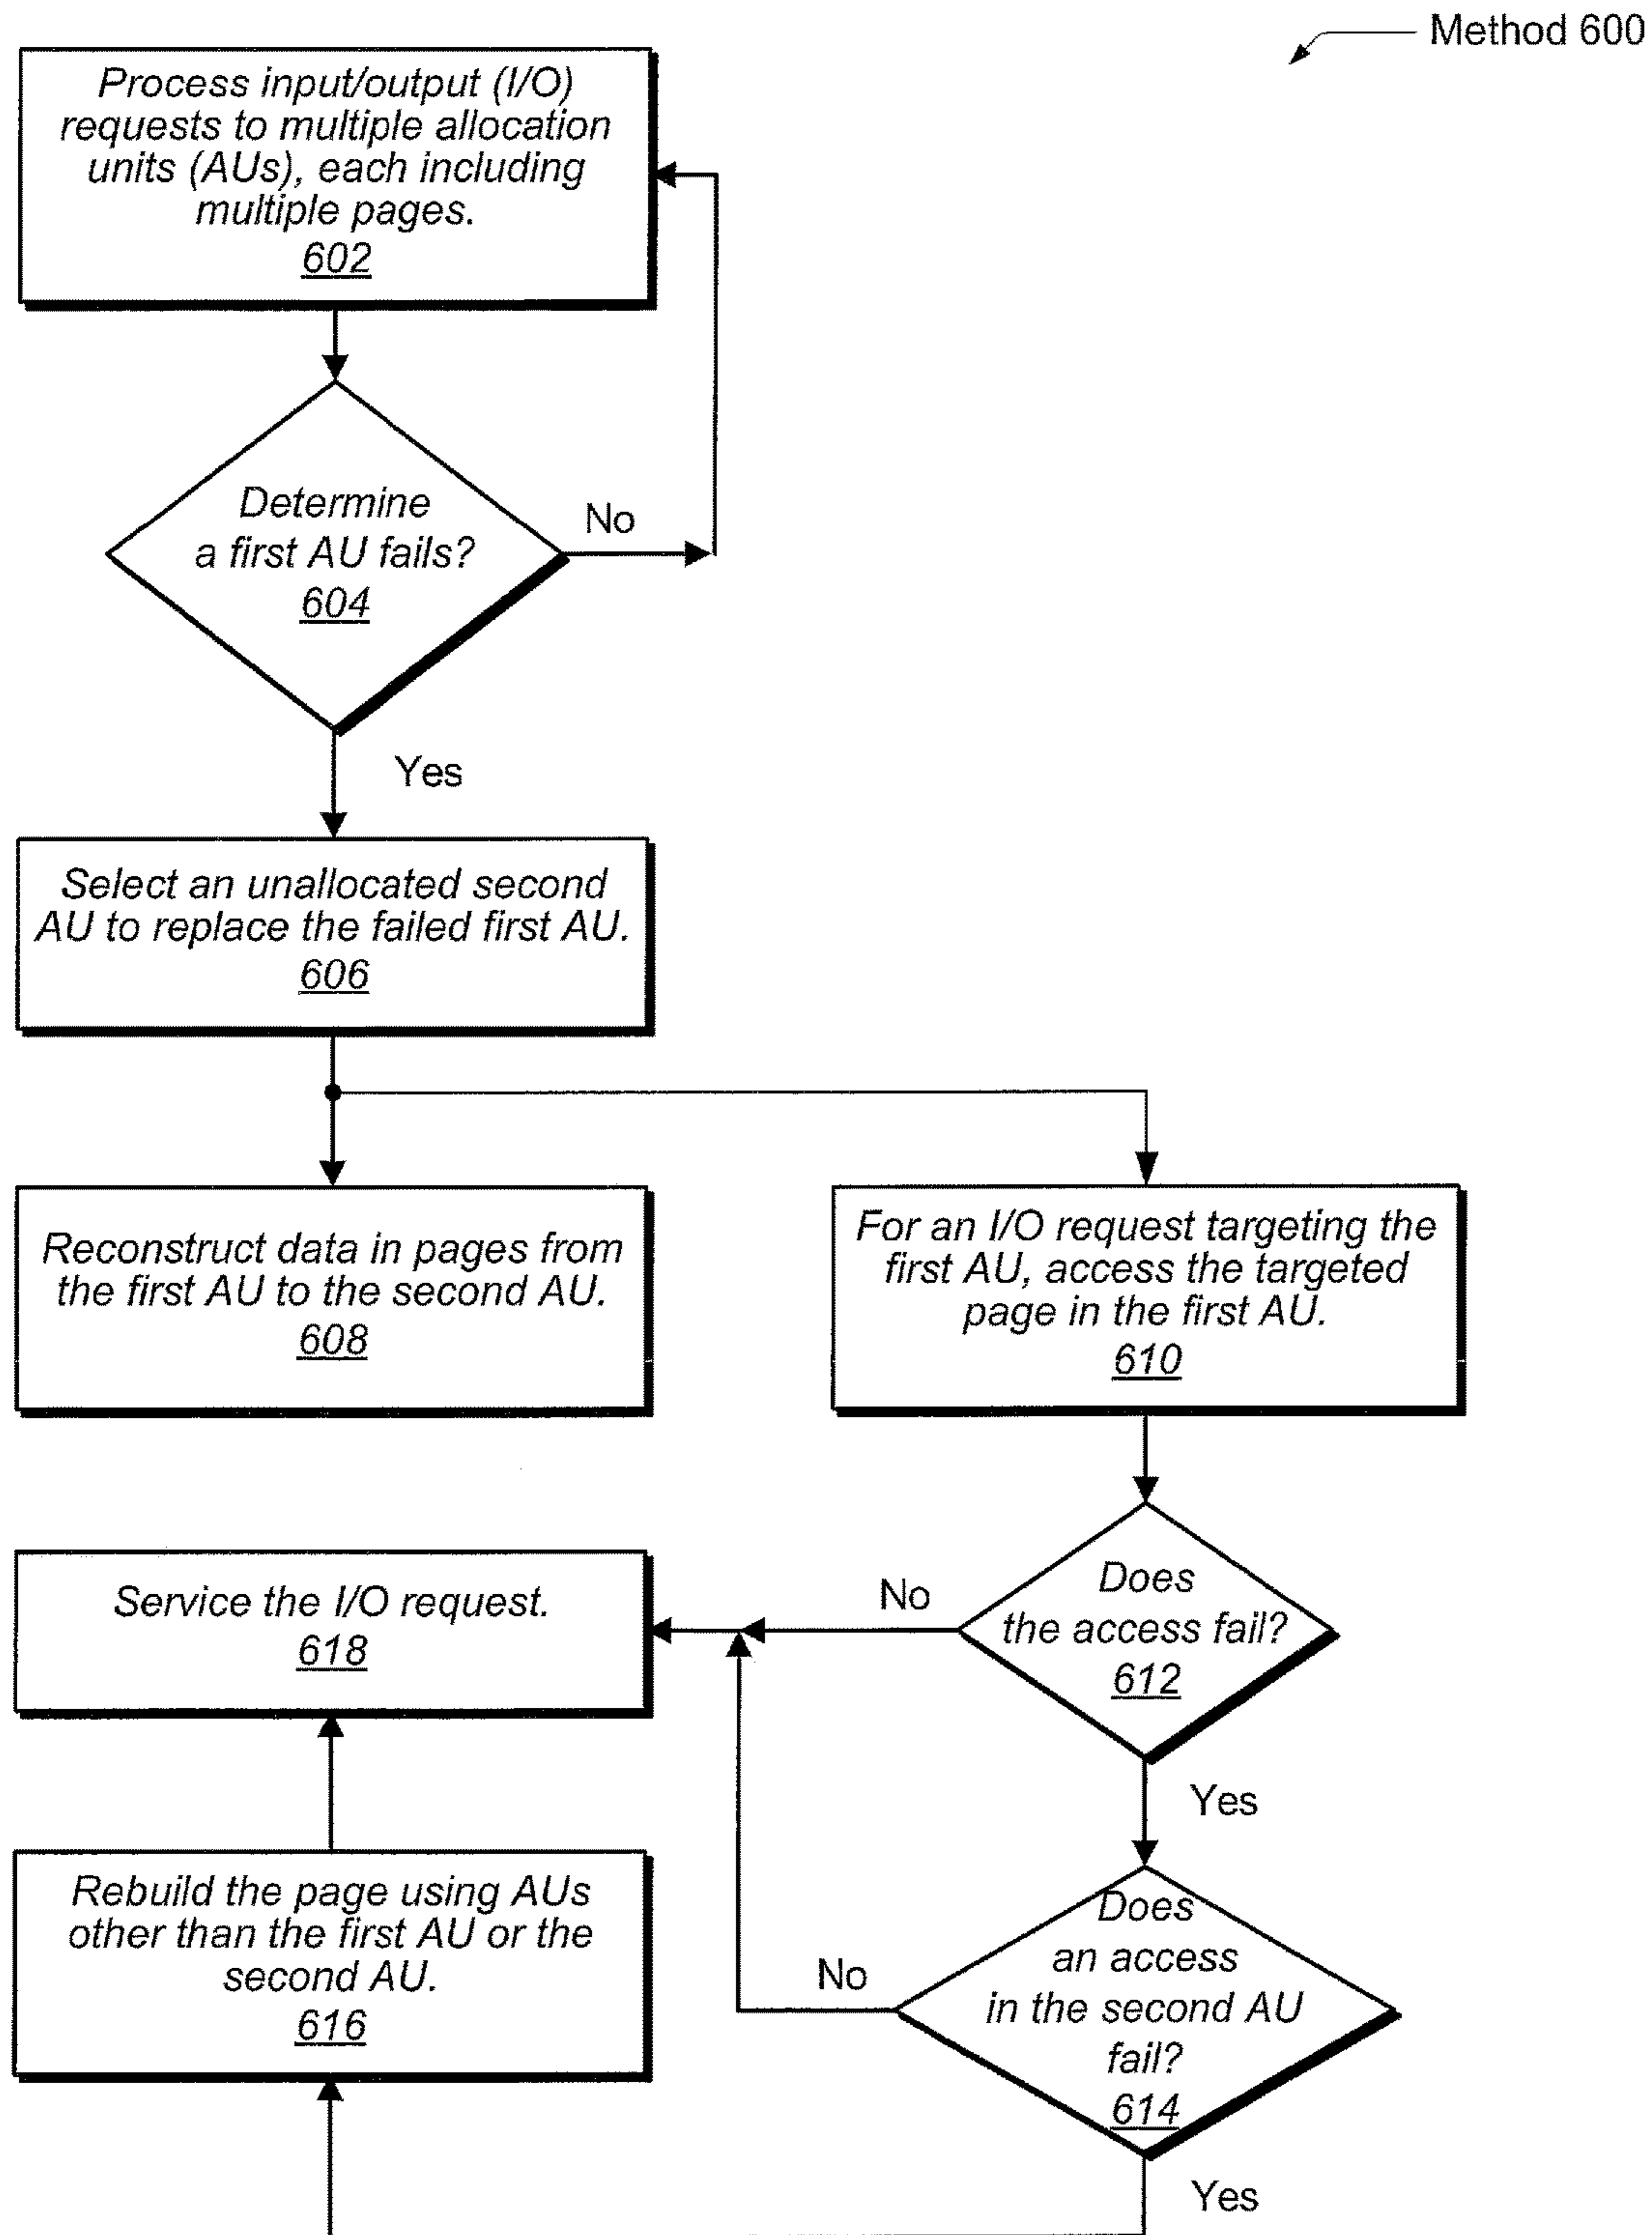 Method 600
Process input/output (I/O)
requests to multiple allocation
units (AUs), each including
multiple pages.
602
Determine
a first AU fails?
604
No
Yes
Select an unallocated second
AU to replace the failed first AU.
606
Reconstruct data in pages from
the first AU to the second AU.
608
For an I/O request targeting the
first AU, access the targeted
page in the first AU.
610
Does
the access fail?
612
No
Yes
Service the I/O request.
618
Does
an access
in the second AU
fail?
614
No
Yes
Rebuild the page using AUs
other than the first AU or the
second AU.
616